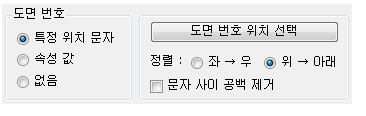 도면 번호
특정 위치 문자
속성 값
없음
도면 번호 위치 선택
정렬 : 좌 → 우 위 → 아래
문자 사이 공백 제거